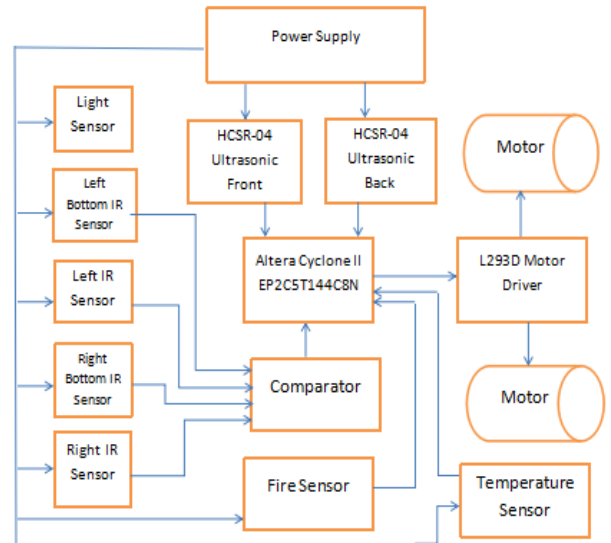 Power Supply
Light
Sensor
HCSR-04
Ultrasonic
Front
HCSR-04
Ultrasonic
Back
Motor
Left
Bottom IR
Sensor
Altera Cyclone II
EP2C5T144C8N
L293D Motor
Driver
Left IR
Sensor
Right
Bottom IR
Sensor
Comparator
Motor
Right IR
Sensor
Fire Sensor
Temperature
Sensor